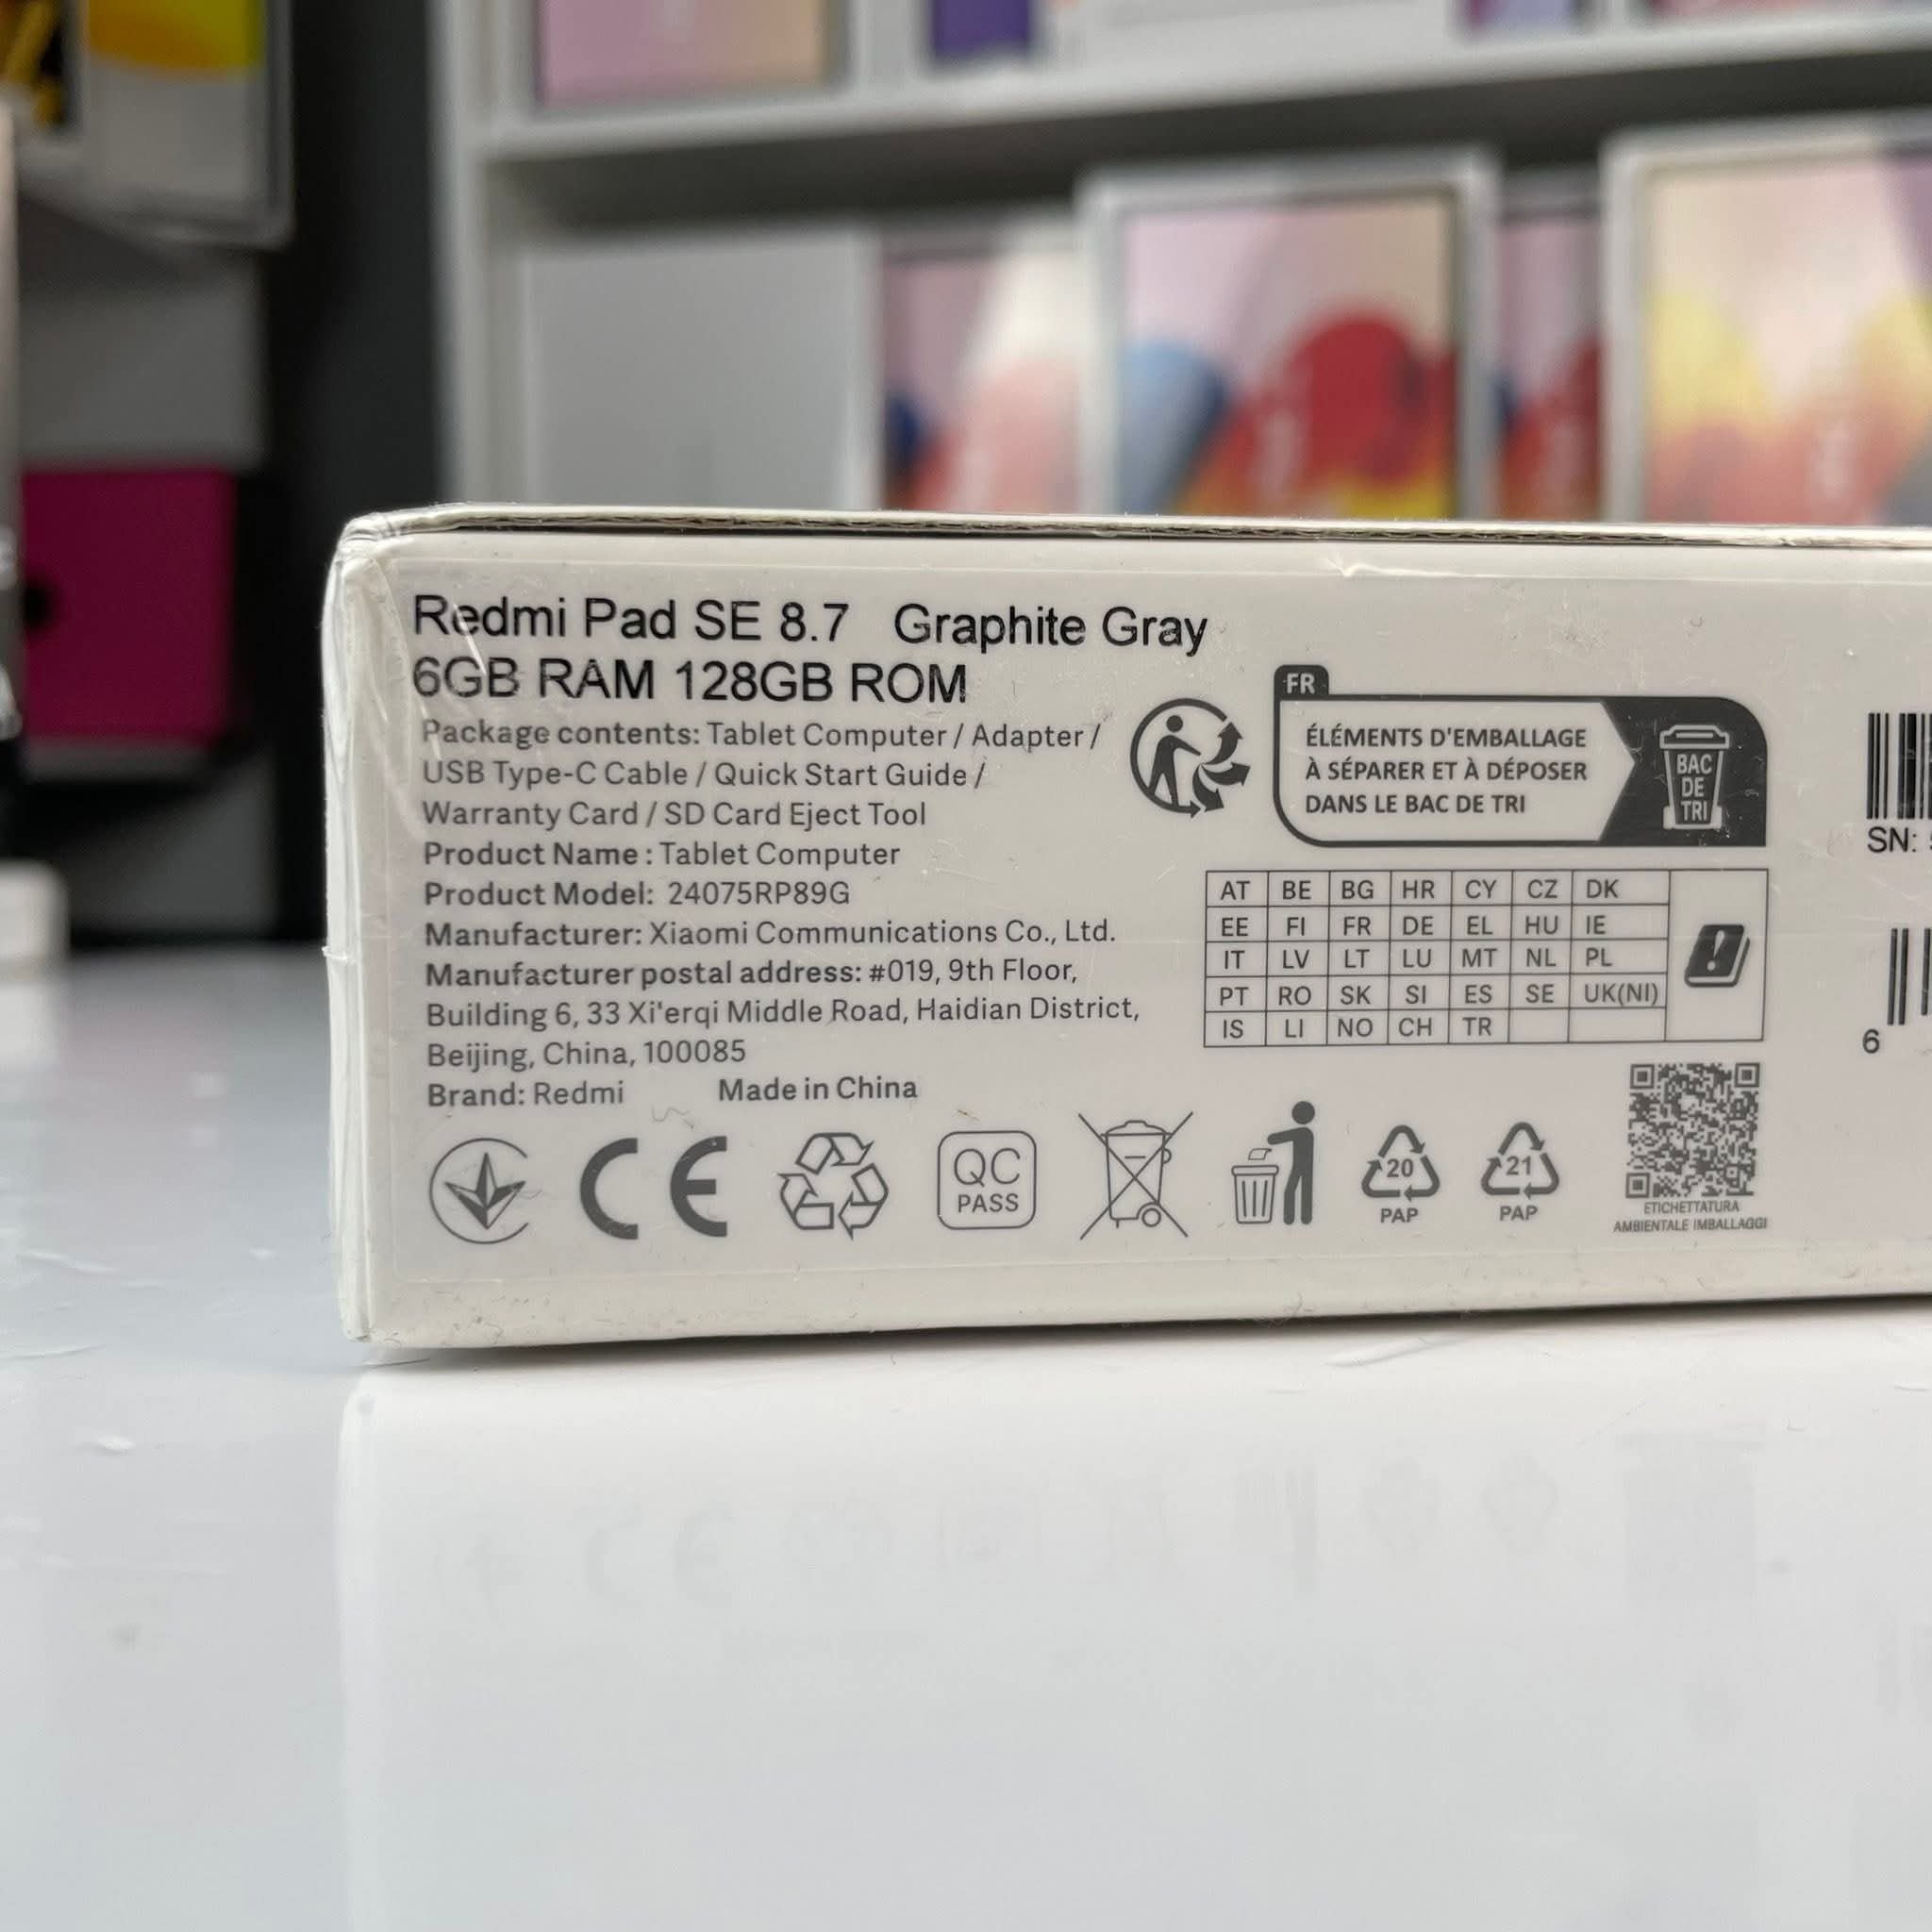 Redmi Pad SE 8.7 Graphite Gray
6GB RAM 128GB ROM
Package contents: Tablet Computer / Adapter /
USB Type-C Cable / Quick Start Guide /
Warranty Card / SD Card Eject Tool
Product Name : Tablet Computer
Product Model: 24075RP89G
Manufacturer: Xiaomi Communications Co., Ltd.
Manufacturer postal address: #019, 9th Floor,
Building 6, 33 Xi'erqi Middle Road, Haidian District,
Beijing, China, 100085
Brand: Redmi Made in China
CE
QC
PASS
20
PAP
21
PAP
FR
ÉLÉMENTS D'EMBALLAGE
À SÉPARER ET À DÉPOSER
DANS LE BAC DE TRI
BAC
DE
TRI
AT BE BG HR CY CZ DK
EE FI FR DE EL HU IE
IT LV LT LU MT NL PL
PT RO SK SI ES SE UK(NI)
IS LI NO CH TR
ETICHETTATURA
AMBIENTALE IMBALLAGGI
SN:
6